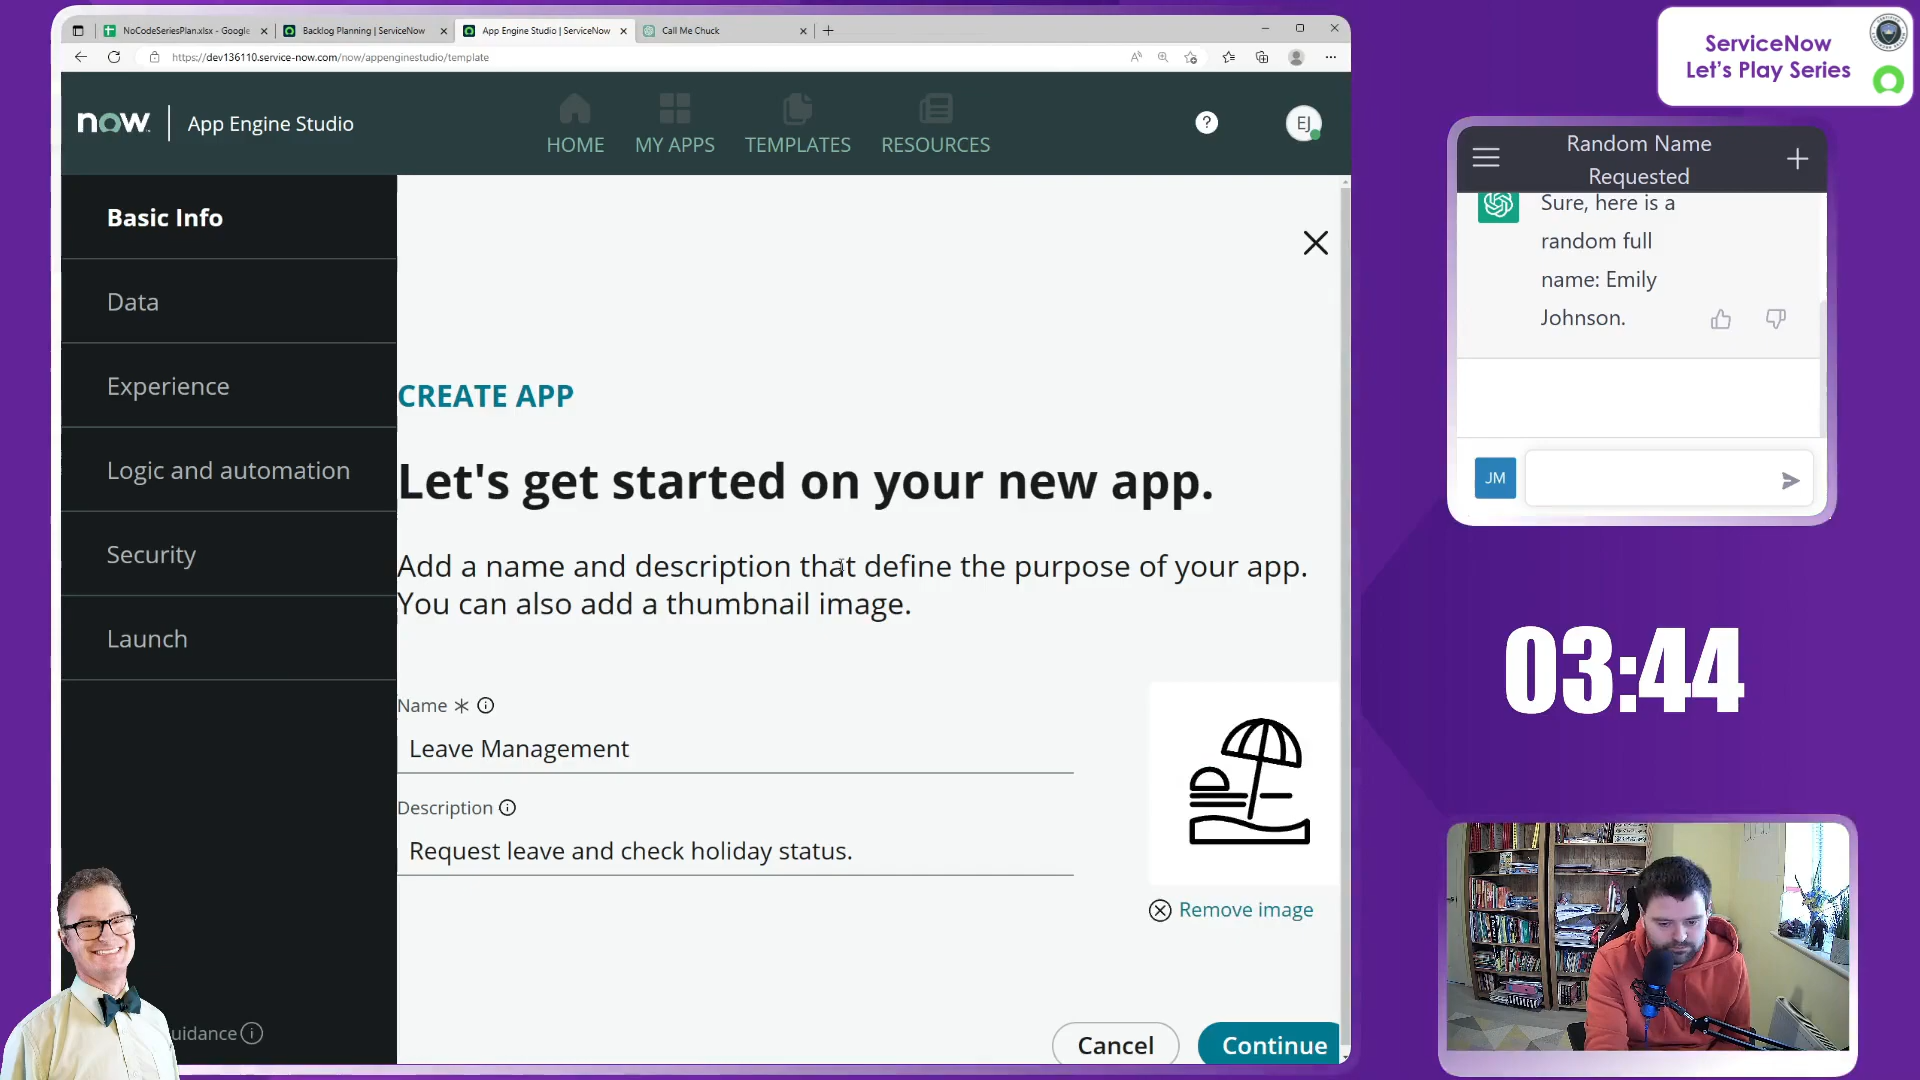 NoCodeSeriesPlan.xlsx - Google
Backlog Planning | ServiceNow
App Engine Studio | ServiceNow
Call Me Chuck
https://dev136110.service-now.com/now/appenginestudio/template
now.
App Engine Studio
HOME
MY APPS
TEMPLATES
RESOURCES
?
EJ
Basic Info
Data
Experience
Logic and automation
Security
Launch
uidance
CREATE APP
Let's get started on your new app.
Add a name and description that define the purpose of your app.
You can also add a thumbnail image.
Name *
Leave Management
Description
Request leave and check holiday status.
Remove image
Cancel
Continue
ServiceNow
Let's Play Series
Random Name
Requested
Sure, here is a
random full
name: Emily
Johnson.
JM
03:44